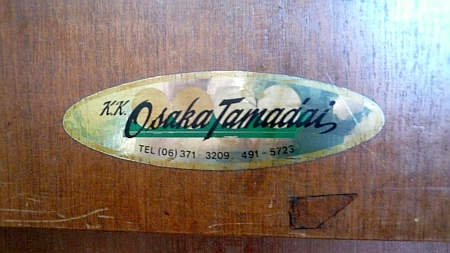 K.K. Osaka Tamadai
TEL (06) 371-3209. 491-5723